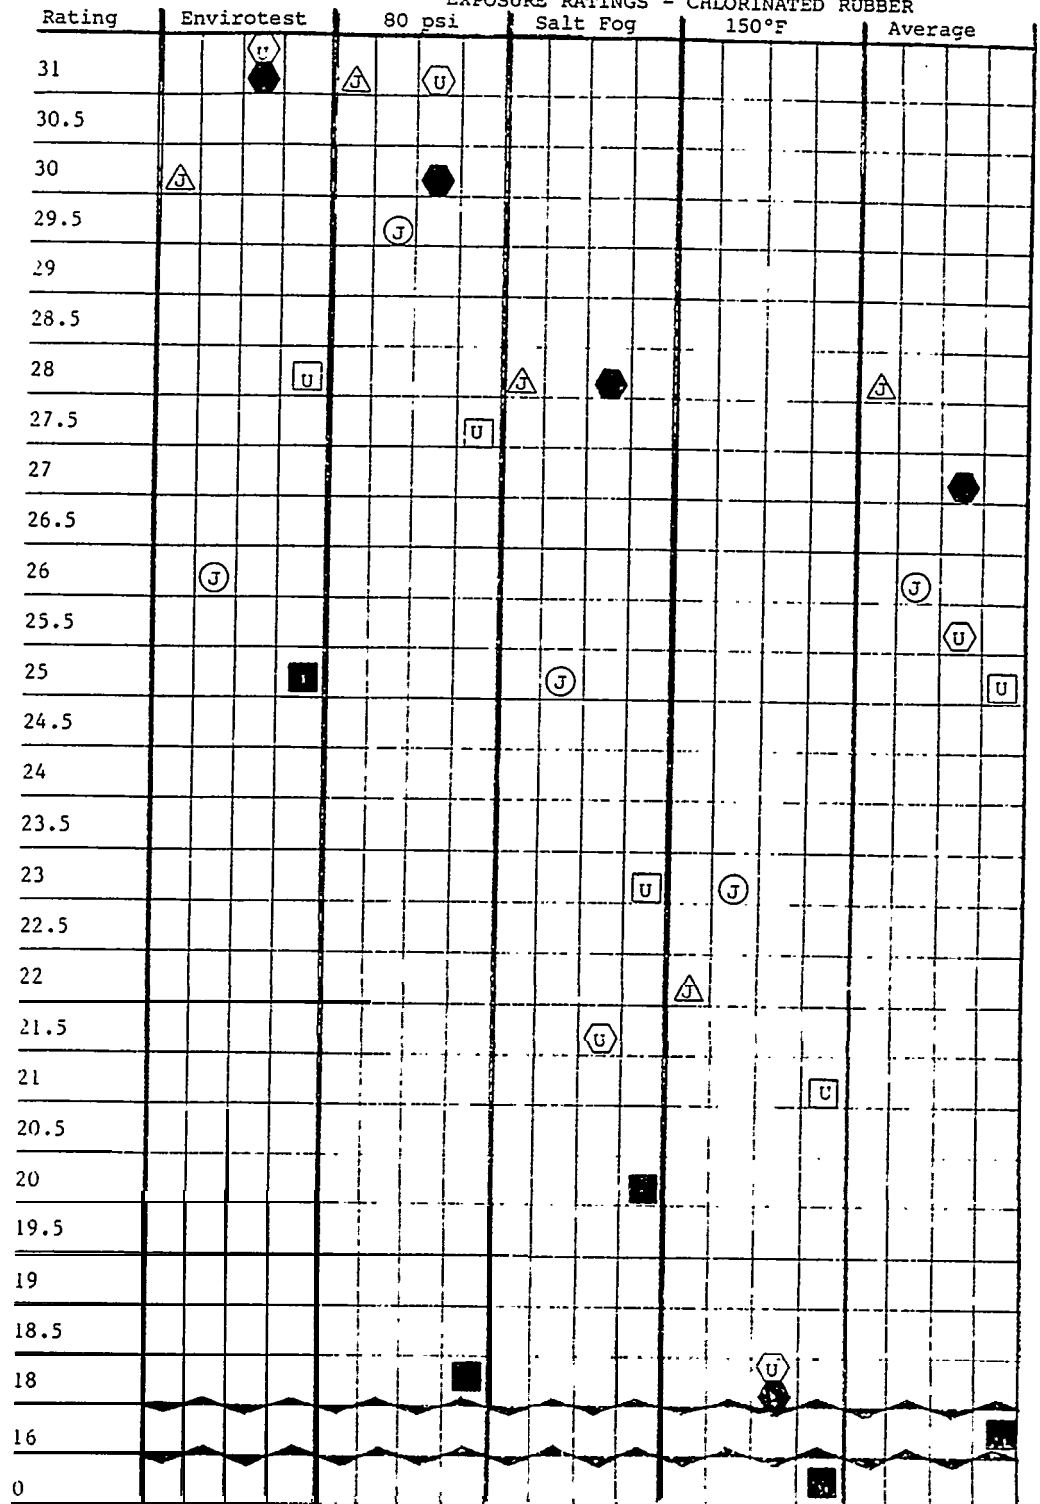 EXPOSURE RATINGS - CHLORINATED RUBBER
Rating Envirotest 80 psi Salt Fog 150°F Average
U
31 J U
30.5
30 J
29.5 J
29
28.5
28 U J J
27.5 U
27
26.5
26 J J
25.5 U
25 J U
24.5
24
23.5
23 U J
22.5
22 J
21.5 U
21 U
20.5
20
19.5
19
18.5
U
18
16
0